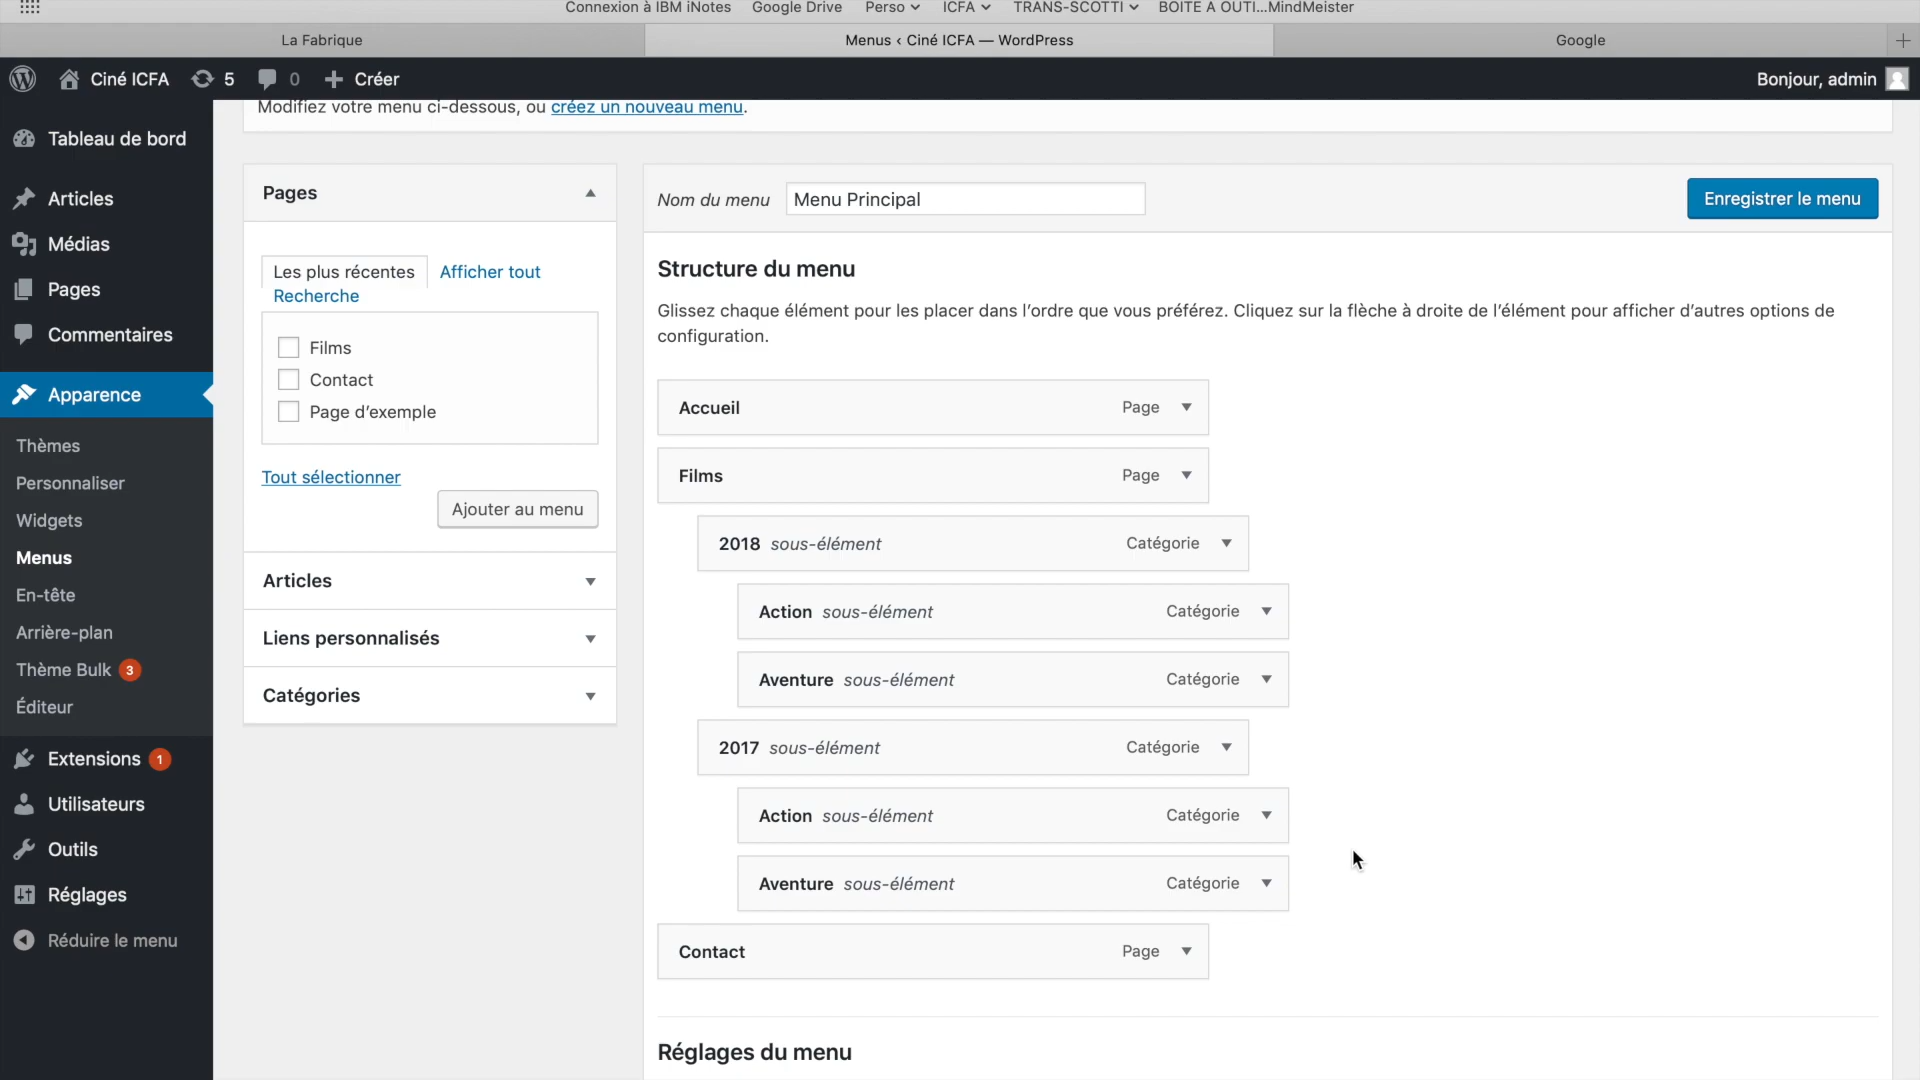 Connexion à IBM iNotes Google Drive Perso ICFA TRANS-SCOTTI BOITE A OUTI...MindMeister
La Fabrique Menus ‹ Ciné ICFA — WordPress Google
Ciné ICFA 5 0 Créer Bonjour, admin
Modifiez votre menu ci-dessous, ou créez un nouveau menu.
Tableau de bord
Articles
Médias
Pages
Commentaires
Apparence
Thèmes
Personnaliser
Widgets
Menus
En-tête
Arrière-plan
Thème Bulk 3
Éditeur
Extensions 1
Utilisateurs
Outils
Réglages
Réduire le menu
Pages
Les plus récentes Afficher tout
Recherche
Films
Contact
Page d’exemple
Tout sélectionner
Ajouter au menu
Articles
Liens personnalisés
Catégories
Nom du menu Menu Principal Enregistrer le menu
Structure du menu
Glissez chaque élément pour les placer dans l’ordre que vous préférez. Cliquez sur la flèche à droite de l’élément pour afficher d’autres options de
configuration.
Accueil Page
Films Page
2018 sous-élément Catégorie
Action sous-élément Catégorie
Aventure sous-élément Catégorie
2017 sous-élément Catégorie
Action sous-élément Catégorie
Aventure sous-élément Catégorie
Contact Page
Réglages du menu